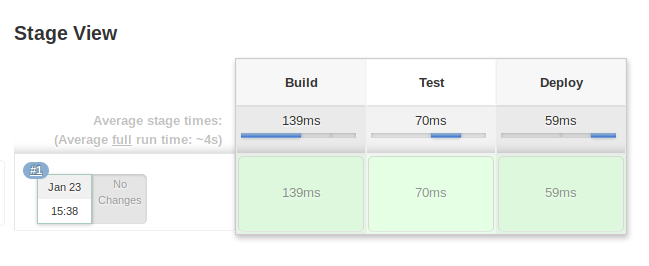 Stage View
Build Test Deploy
Average stage times: 139ms 70ms 59ms
(Average full run time: ~4s)
#1
Jan 23 No
Changes
15:38
139ms 70ms 59ms